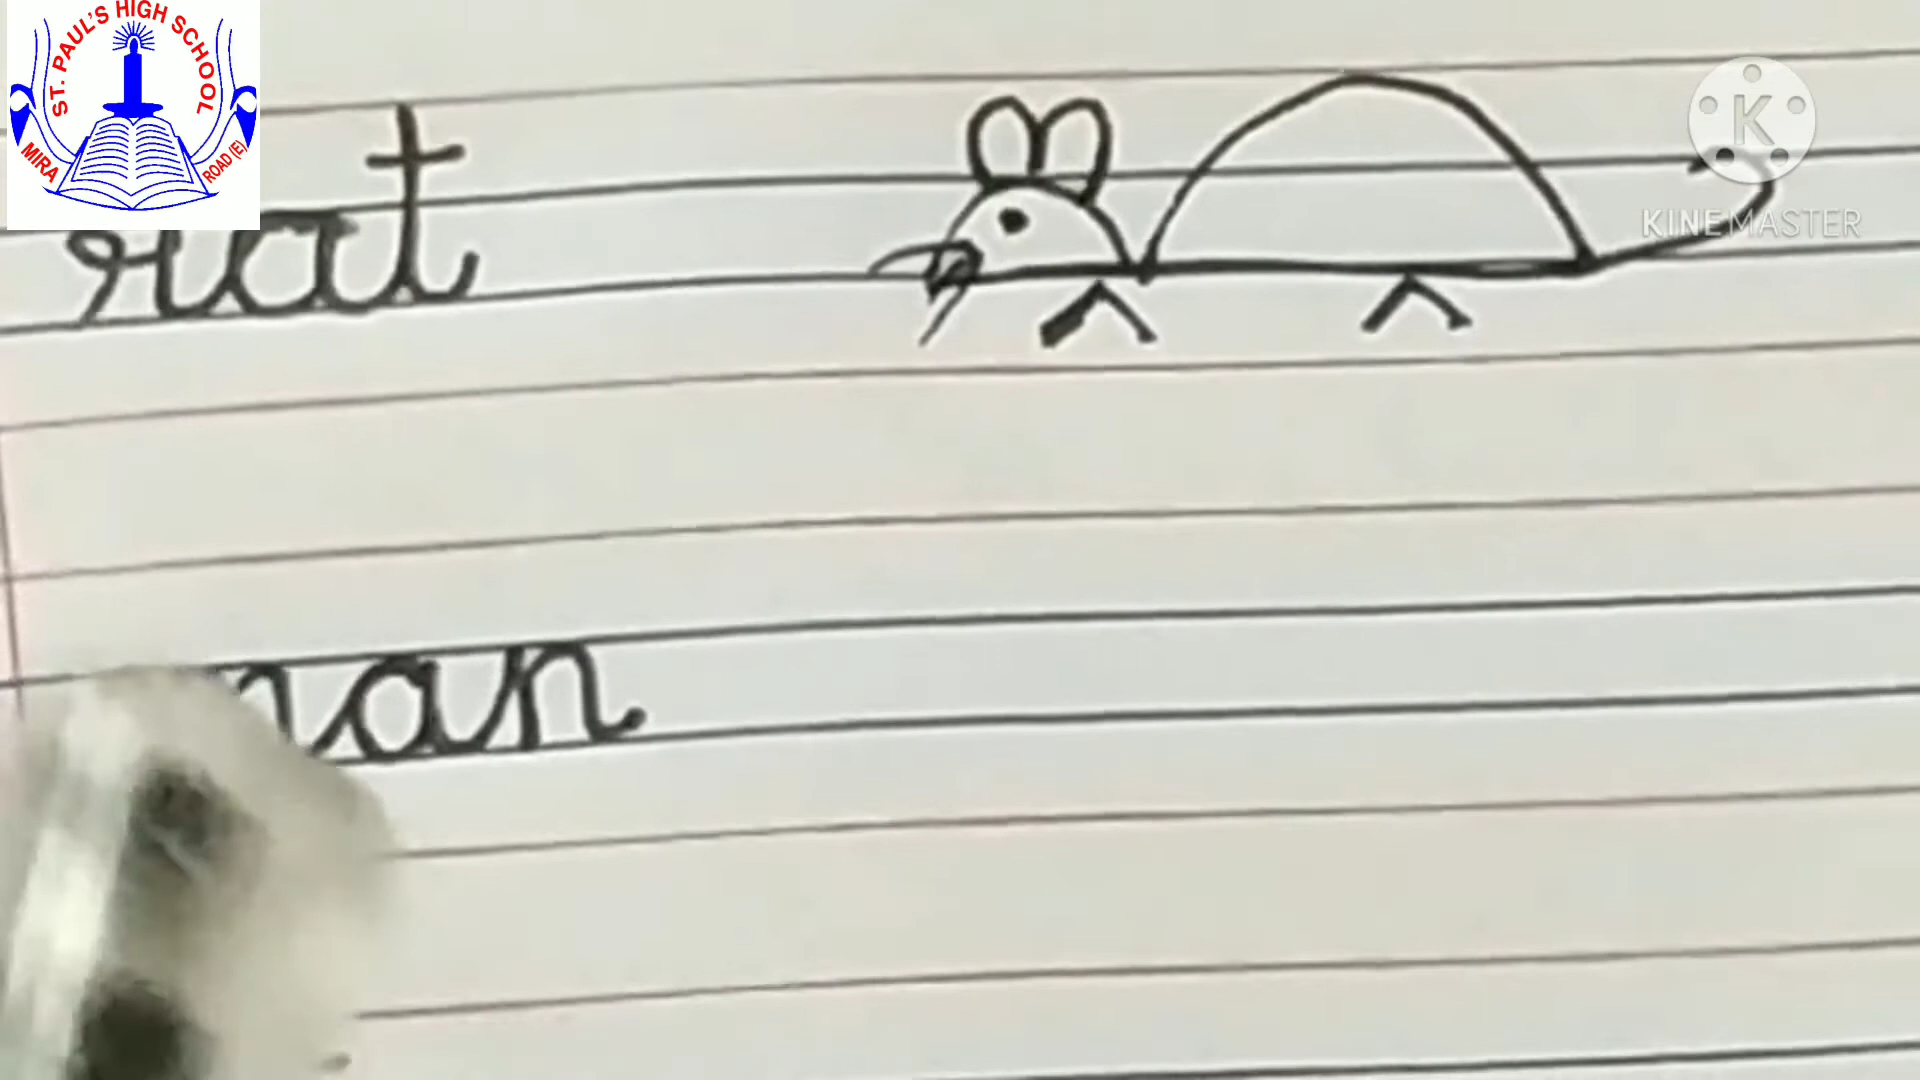 ST. PAUL'S HIGH SCHOOL
MIRA ROAD (E)
K
KINEMASTER
rat